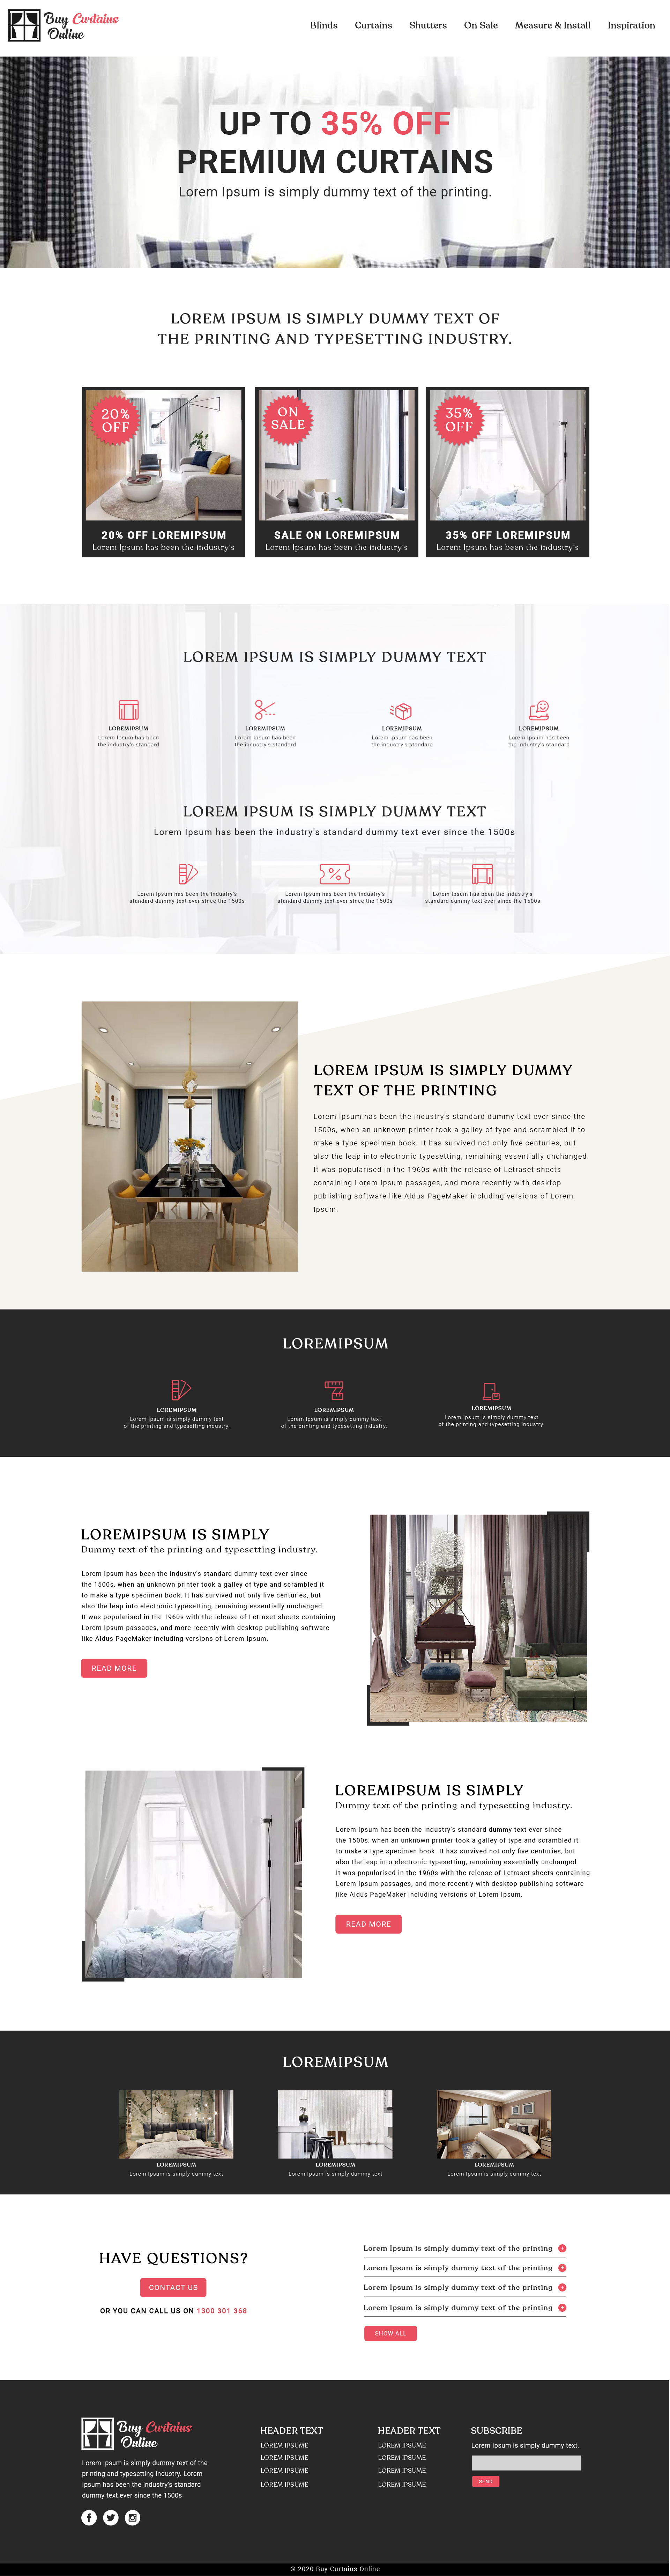 Buy Curtains
Online
Blinds Curtains Shutters On Sale Measure & Install Inspiration
UP TO 35% OFF
PREMIUM CURTAINS
Lorem Ipsum is simply dummy text of the printing.
LOREM IPSUM IS SIMPLY DUMMY TEXT OF
THE PRINTING AND TYPESETTING INDUSTRY.
20%
OFF
20% OFF LOREMIPSUM
Lorem Ipsum has been the industry's
ON
SALE
SALE ON LOREMIPSUM
Lorem Ipsum has been the industry's
35%
OFF
35% OFF LOREMIPSUM
Lorem Ipsum has been the industry's
LOREM IPSUM IS SIMPLY DUMMY TEXT
LOREMIPSUM
Lorem Ipsum has been
the industry's standard
LOREMIPSUM
Lorem Ipsum has been
the industry's standard
LOREMIPSUM
Lorem Ipsum has been
the industry's standard
LOREMIPSUM
Lorem Ipsum has been
the industry's standard
LOREM IPSUM IS SIMPLY DUMMY TEXT
Lorem Ipsum has been the industry's standard dummy text ever since the 1500s
Lorem Ipsum has been the industry's
standard dummy text ever since the 1500s
Lorem Ipsum has been the industry's
standard dummy text ever since the 1500s
Lorem Ipsum has been the industry's
standard dummy text ever since the 1500s
LOREM IPSUM IS SIMPLY DUMMY
TEXT OF THE PRINTING
Lorem Ipsum has been the industry's standard dummy text ever since the
1500s, when an unknown printer took a galley of type and scrambled it to
make a type specimen book. It has survived not only five centuries, but
also the leap into electronic typesetting, remaining essentially unchanged.
It was popularised in the 1960s with the release of Letraset sheets
containing Lorem Ipsum passages, and more recently with desktop
publishing software like Aldus PageMaker including versions of Lorem
Ipsum.
LOREMIPSUM
LOREMIPSUM
Lorem Ipsum is simply dummy text
of the printing and typesetting industry.
LOREMIPSUM
Lorem Ipsum is simply dummy text
of the printing and typesetting industry.
LOREMIPSUM
Lorem Ipsum is simply dummy text
of the printing and typesetting industry.
LOREMIPSUM IS SIMPLY
Dummy text of the printing and typesetting industry.
Lorem Ipsum has been the industry's standard dummy text ever since
the 1500s, when an unknown printer took a galley of type and scrambled it
to make a type specimen book. It has survived not only five centuries, but
also the leap into electronic typesetting, remaining essentially unchanged
It was popularised in the 1960s with the release of Letraset sheets containing
Lorem Ipsum passages, and more recently with desktop publishing software
like Aldus PageMaker including versions of Lorem Ipsum.
READ MORE
LOREMIPSUM IS SIMPLY
Dummy text of the printing and typesetting industry.
Lorem Ipsum has been the industry's standard dummy text ever since
the 1500s, when an unknown printer took a galley of type and scrambled it
to make a type specimen book. It has survived not only five centuries, but
also the leap into electronic typesetting, remaining essentially unchanged
It was popularised in the 1960s with the release of Letraset sheets containing
Lorem Ipsum passages, and more recently with desktop publishing software
like Aldus PageMaker including versions of Lorem Ipsum.
READ MORE
LOREMIPSUM
LOREMIPSUM
Lorem Ipsum is simply dummy text
LOREMIPSUM
Lorem Ipsum is simply dummy text
LOREMIPSUM
Lorem Ipsum is simply dummy text
HAVE QUESTIONS?
CONTACT US
OR YOU CAN CALL US ON 1300 301 368
Lorem Ipsum is simply dummy text of the printing
Lorem Ipsum is simply dummy text of the printing
Lorem Ipsum is simply dummy text of the printing
Lorem Ipsum is simply dummy text of the printing
SHOW ALL
Buy Curtains
Online
Lorem Ipsum is simply dummy text of the
printing and typesetting industry. Lorem
Ipsum has been the industry's standard
dummy text ever since the 1500s
HEADER TEXT
LOREM IPSUME
LOREM IPSUME
LOREM IPSUME
LOREM IPSUME
HEADER TEXT
LOREM IPSUME
LOREM IPSUME
LOREM IPSUME
LOREM IPSUME
SUBSCRIBE
Lorem Ipsum is simply dummy text.
SEND
© 2020 Buy Curtains Online